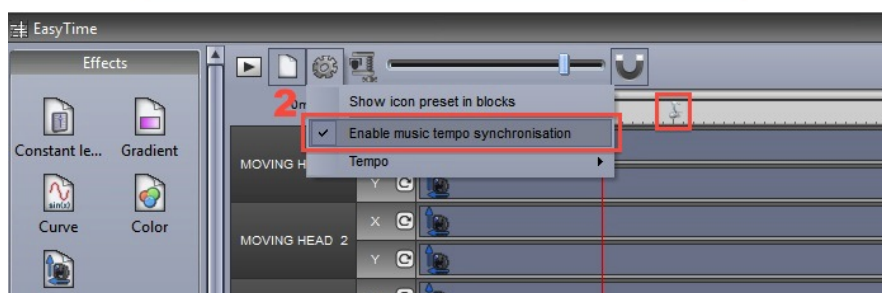 EasyTime
Effects
Constant le...
Gradient
Curve
Color
2
Show icon preset in blocks
Enable music tempo synchronisation
Tempo
MOVING H
Y
X
MOVING HEAD 2
Y
sin(x)